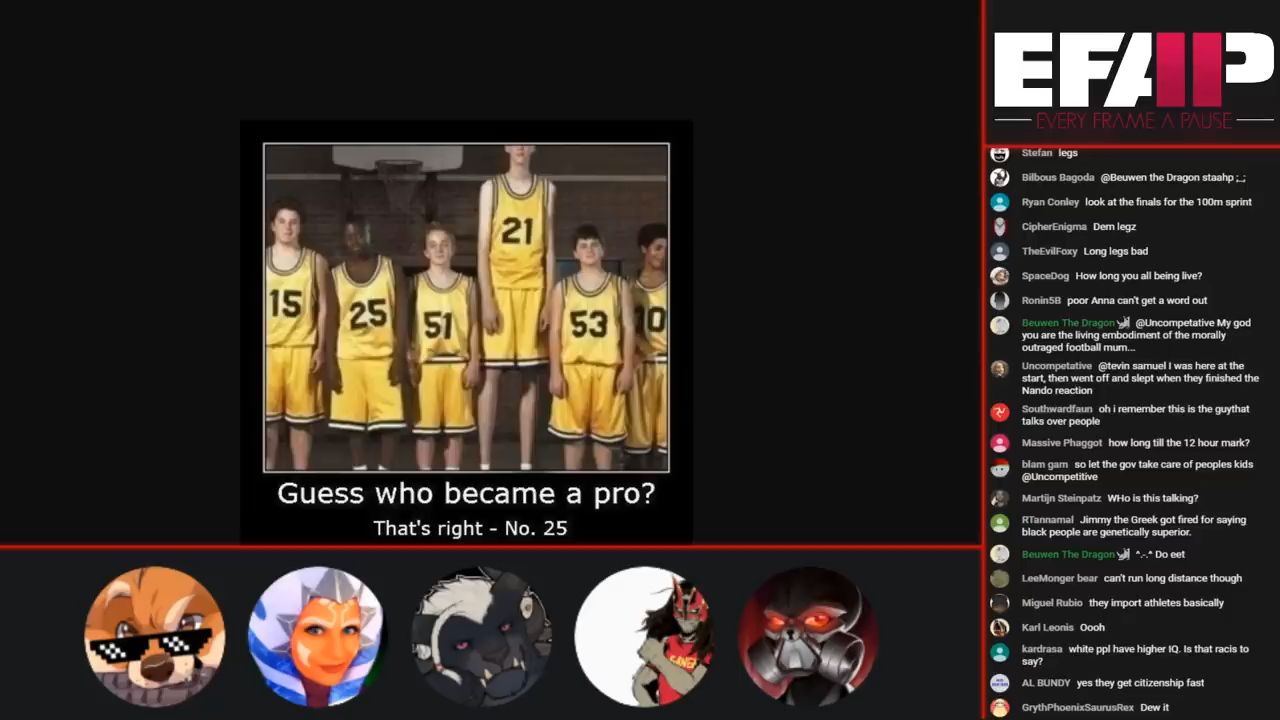 EFAP
EVERY FRAME A PAUSE
21
15
25
51
53
10
Guess who became a pro?
That's right - No. 25
Stefan legs
Bilbous Bagoda @Beuwen the Dragon staahp ;_;
Ryan Conley look at the finals for the 100m sprint
CipherEnigma Dem legz
TheEvilFoxy Long legs bad
SpaceDog How long you all being live?
Ronin5B poor Anna can't get a word out
Beuwen The Dragon @Uncompetative My god
you are the living embodiment of the morally
outraged football mum...
Uncompetative @tevin samuel I was here at the
start, then went off and slept when they finished the
Nando reaction
Southwardfaun oh i remember this is the guythat
talks over people
Massive Phaggot how long till the 12 hour mark?
blam gam so let the gov take care of peoples kids
@Uncompetitive
Martijn Steinpatz WHo is this talking?
RTannamal Jimmy the Greek got fired for saying
black people are genetically superior.
Beuwen The Dragon ^.-.^ Do eet
LeeMonger bear can't run long distance though
Miguel Rubio they import athletes basically
Karl Leonis Oooh
kardrasa white ppl have higher IQ. Is that racis to
say?
AL BUNDY yes they get citizenship fast
GrythPhoenixSaurusRex Dew it